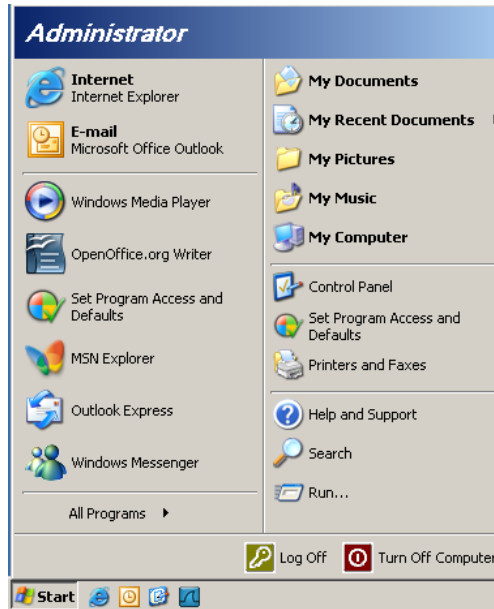 Administrator
Internet
Internet Explorer
E-mail
Microsoft Office Outlook
Windows Media Player
OpenOffice.org Writer
Set Program Access and
Defaults
MSN Explorer
Outlook Express
Windows Messenger
All Programs
My Documents
My Recent Documents
My Pictures
My Music
My Computer
Control Panel
Set Program Access and
Defaults
Printers and Faxes
Help and Support
Search
Run...
Log Off
Turn Off Computer
Start